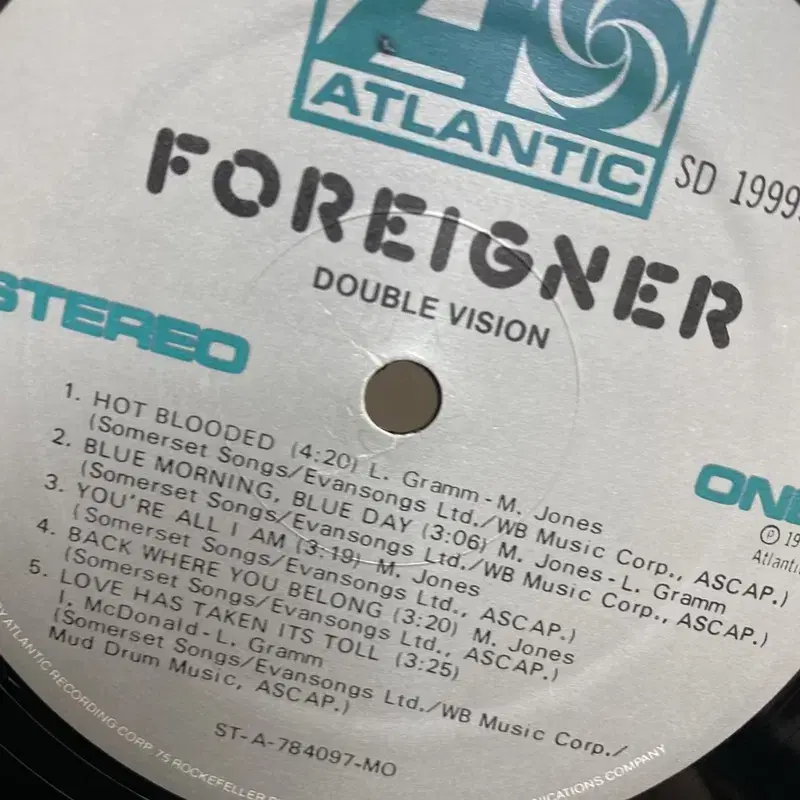 ATLANTIC
SD 1999
FOREIGNER
DOUBLE VISION
STEREO
ONE
1. HOT BLOODED (4:20) L. Gramm - M. Jones
(Somerset Songs/Evansongs Ltd./WB Music Corp., ASCAP.)
2. BLUE MORNING, BLUE DAY (3:06) M. Jones - L. Gramm
(Somerset Songs/Evansongs Ltd./WB Music Corp., ASCAP.)
3. YOU'RE ALL I AM (3:19) M. Jones
(Somerset Songs/Evansongs Ltd., ASCAP.)
4. BACK WHERE YOU BELONG (3:20) M. Jones
(Somerset Songs/Evansongs Ltd., ASCAP.)
5. LOVE HAS TAKEN ITS TOLL (3:25)
I. McDonald - L. Gramm
(Somerset Songs/Evansongs Ltd./WB Music Corp./
Mud Drum Music, ASCAP.)
℗ 19
Atlanti
ST-A-784097-MO
BY ATLANTIC RECORDING CORP 75 ROCKEFELLER
COMPANY